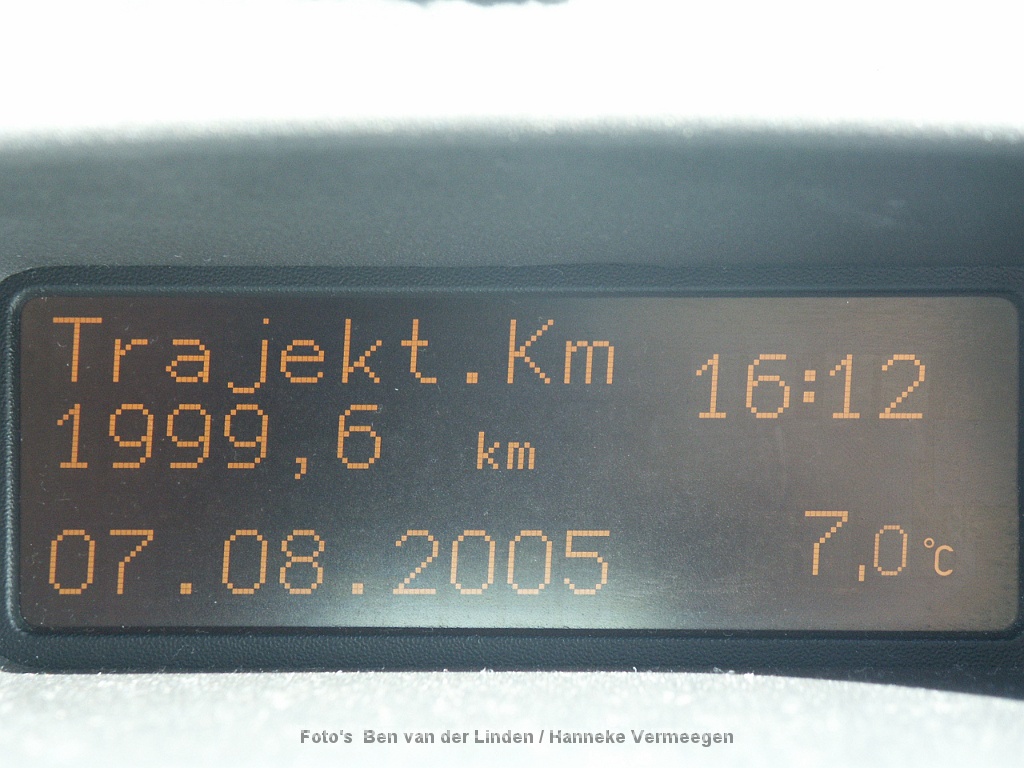 Trajekt.Km
16:12
1999,6 km
07.08.2005
7,0 °C
Foto's Ben van der Linden / Hanneke Vermeegen